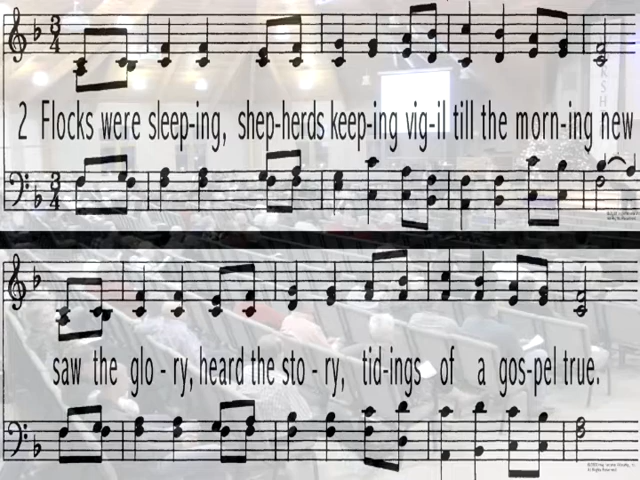 2 Flocks were sleep-ing, shep-herds keep-ing vig-il till the morn-ing new
saw the glo - ry, heard the sto - ry, tid-ings of a gos-pel true.